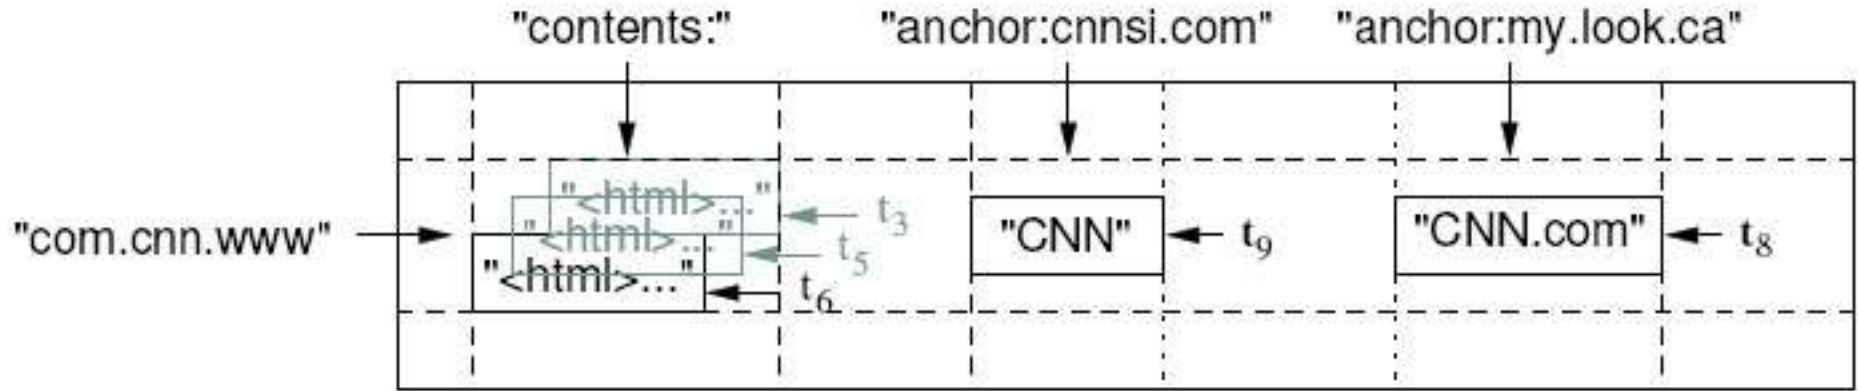 "contents:" "anchor:cnnsi.com" "anchor:my.look.ca"
"<html>..." t3
"com.cnn.www" "<html>..." t5 "CNN" t9 "CNN.com" t8
"<html>..." t6